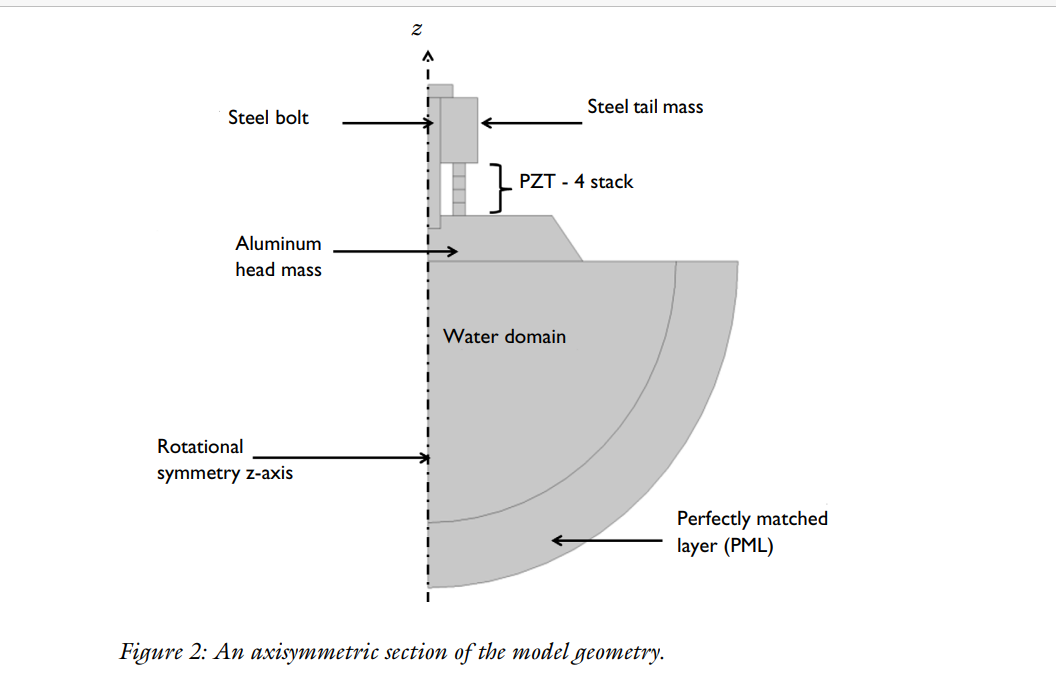 z
Steel bolt
Steel tail mass
PZT - 4 stack
Aluminum
head mass
Water domain
Rotational
symmetry z-axis
Perfectly matched
layer (PML)
Figure 2: An axisymmetric section of the model geometry.